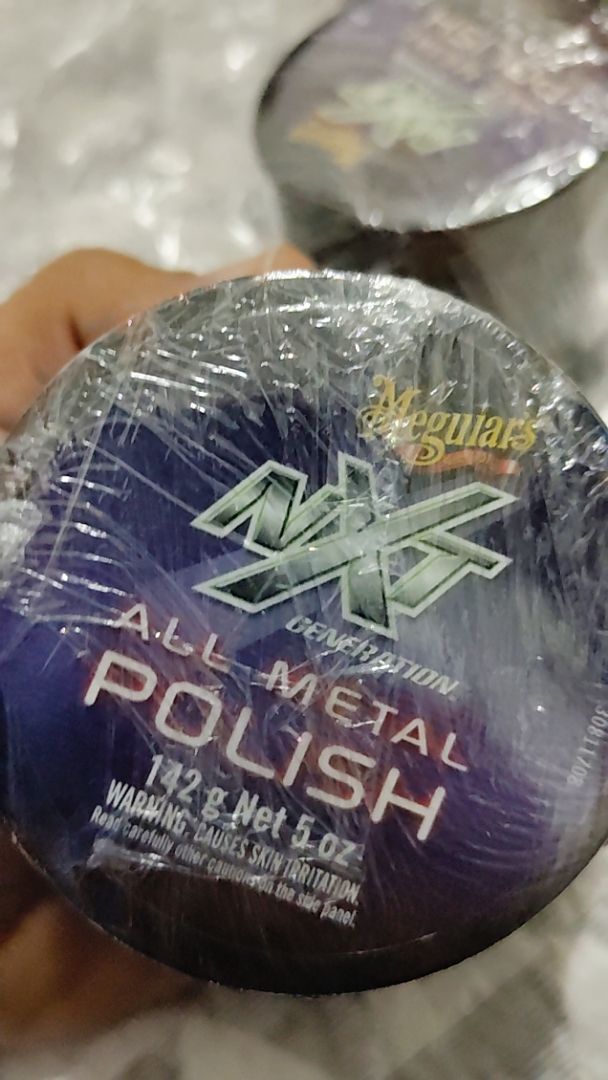 Meguiar's
NXT
GENERATION
ALL METAL
POLISH
142 g Net 5 oz
WARNING. CAUSES SKIN IRRITATION.
Read carefully other cautions on the side panel.